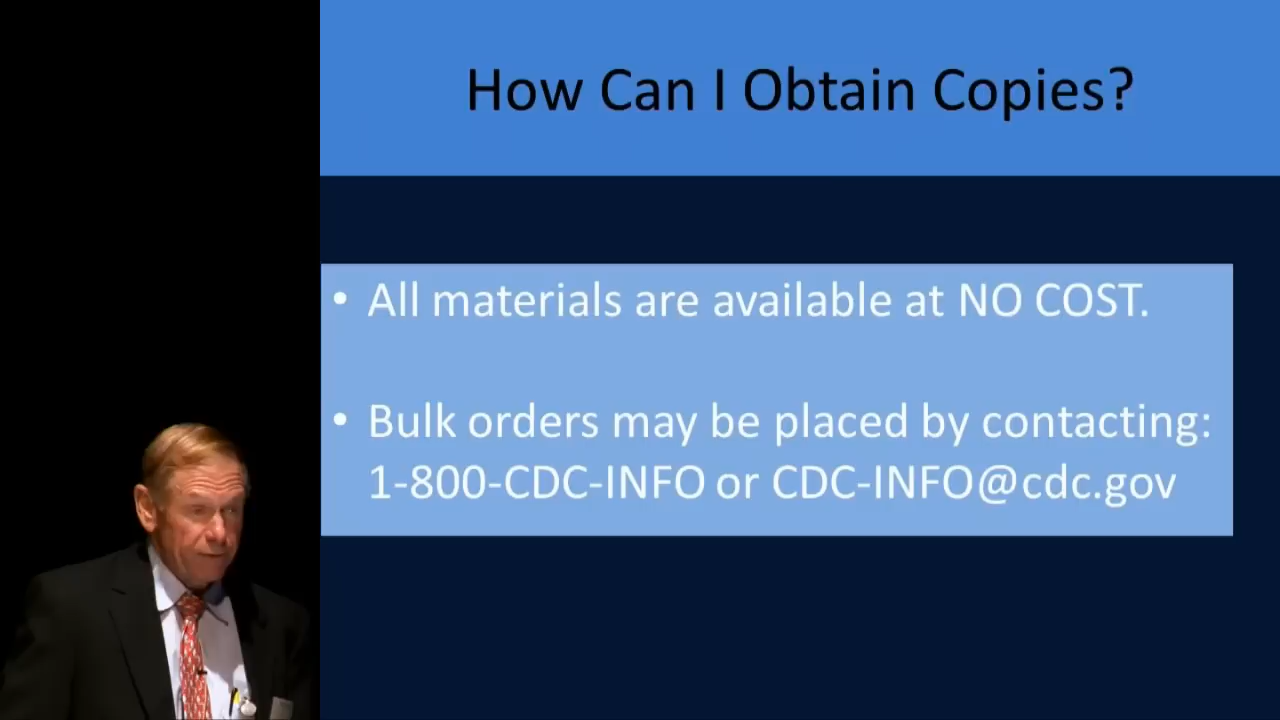 How Can I Obtain Copies?
• All materials are available at NO COST.
• Bulk orders may be placed by contacting:
1-800-CDC-INFO or CDC-INFO@cdc.gov